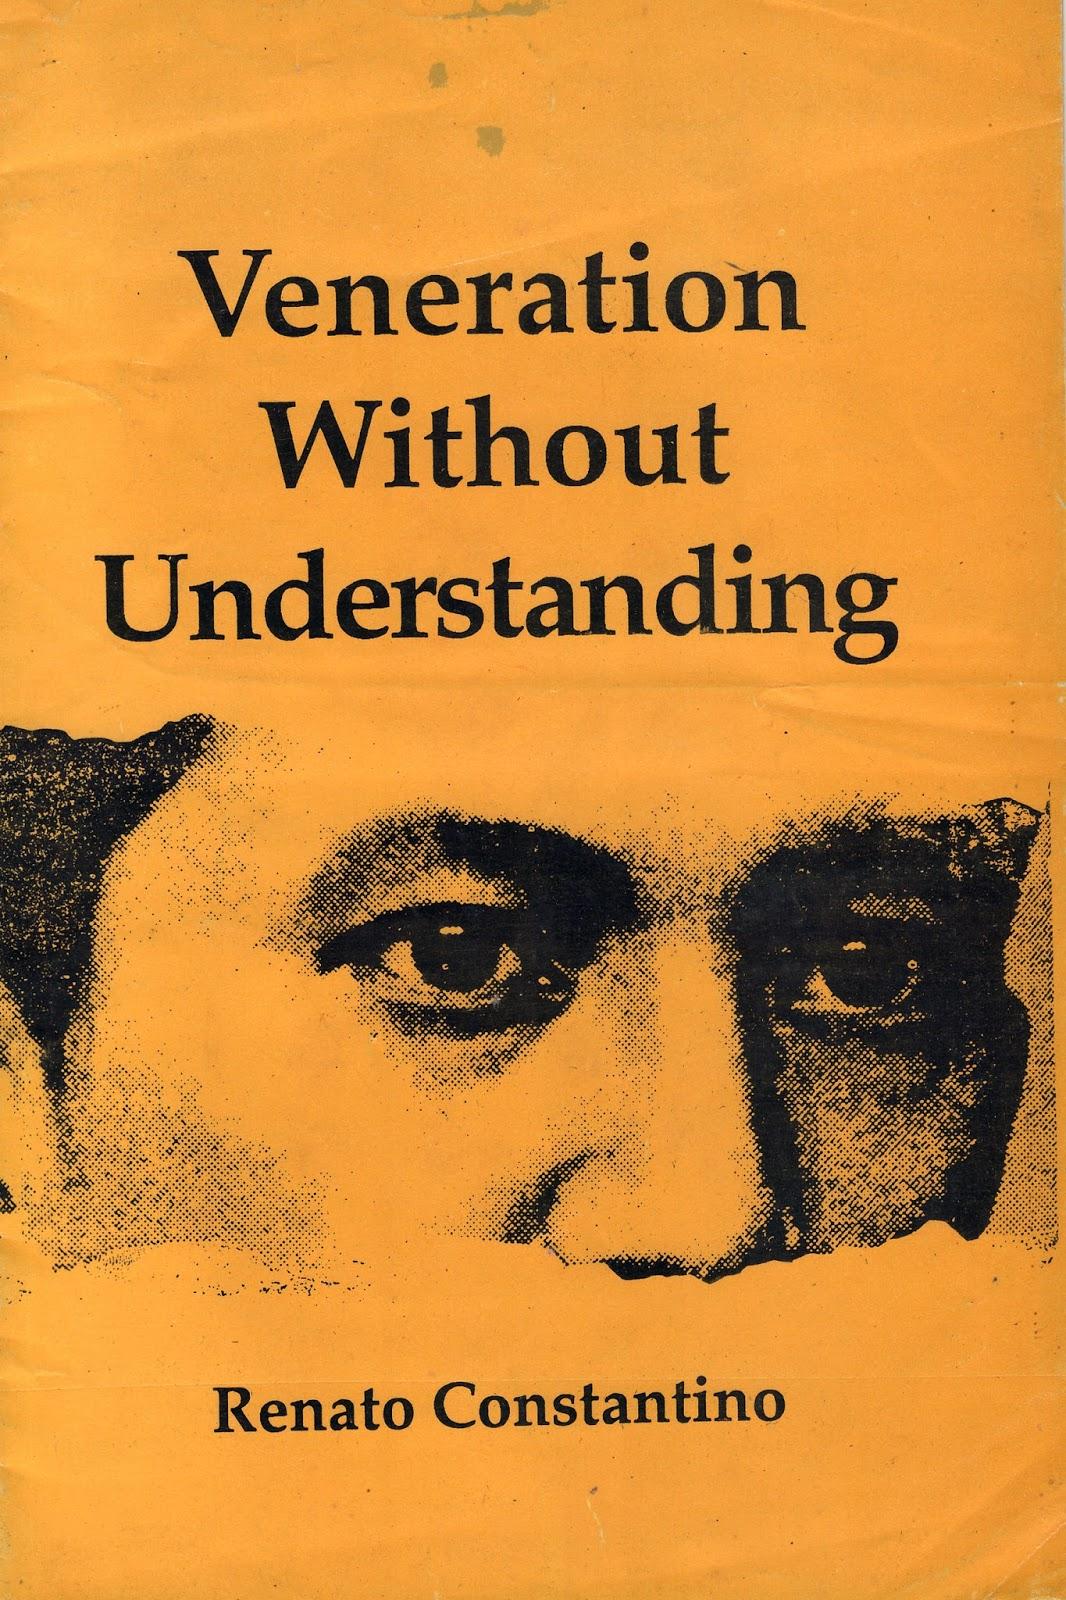 Veneration
Without
Understanding
Renato Constantino